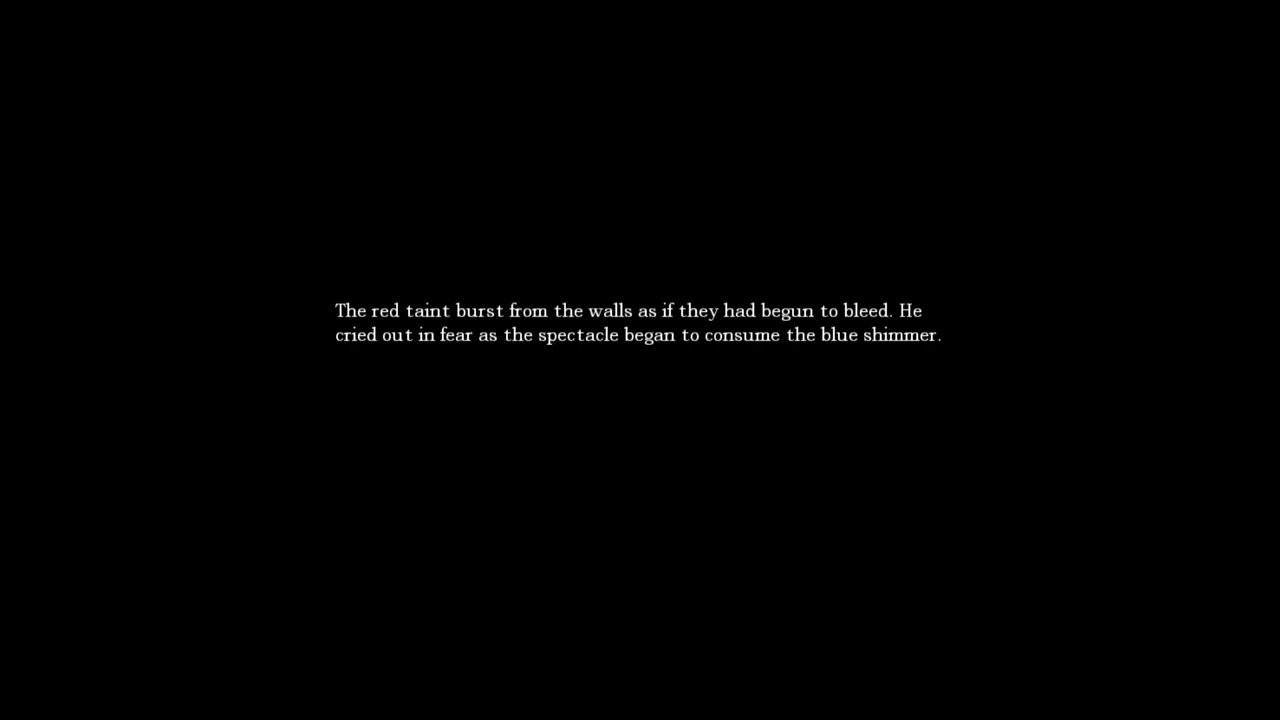 The red taint burst from the walls as if they had begun to bleed. He
cried out in fear as the spectacle began to consume the blue shimmer.